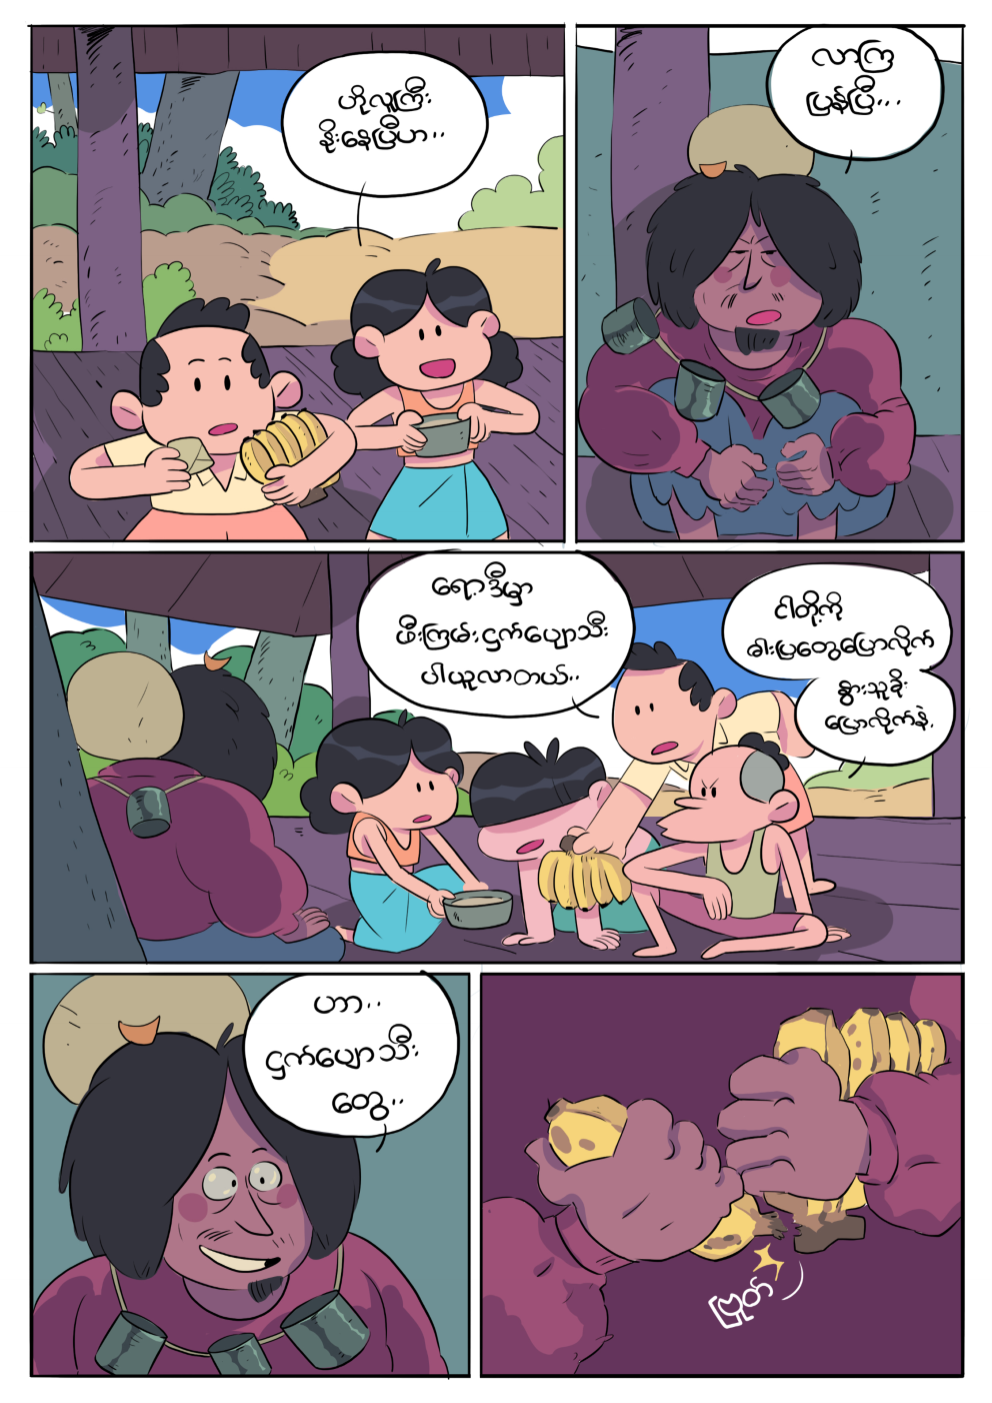 ဟိုလူကြီး
နိုးနေပြီဟ..
လာကြ
ပြန်ပြီ...
ရော့ဒီမှာ
ဖီးကြမ်းငှက်ပျောသီး
ပါယူလာတယ်..
ငါတို့ကို
ဓါးပြတွေပြောလိုက်
နွားသူခိုး
ပြောလိုက်နဲ့.
ဟာ..
ငှက်ပျောသီး
တွေ..
ဗြုတ်